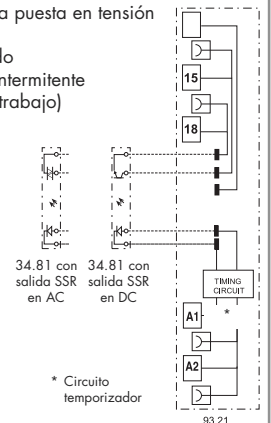 a puesta en tensión
lo
ntermitente
trabajo)
15
18
34.81 con salida SSR en AC
34.81 con salida SSR en DC
TIMING
CIRCUIT
A1
*
A2
* Circuito
temporizador
93.21